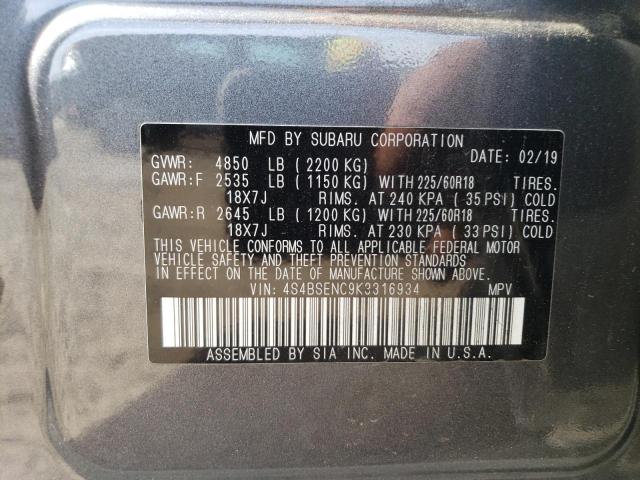 MFD BY SUBARU CORPORATION
GVWR: 4850 LB ( 2200 KG) DATE: 02/19
GAWR:F 2535 LB ( 1150 KG) WITH 225/60R18 TIRES.
18X7J RIMS. AT 240 KPA ( 35 PSI) COLD
GAWR:R 2645 LB ( 1200 KG) WITH 225/60R18 TIRES.
18X7J RIMS. AT 230 KPA ( 33 PSI) COLD
THIS VEHICLE CONFORMS TO ALL APPLICABLE FEDERAL MOTOR
VEHICLE SAFETY AND THEFT PREVENTION STANDARDS
IN EFFECT ON THE DATE OF MANUFACTURE SHOWN ABOVE.
VIN: 4S4BSENC9K3316934 MPV
ASSEMBLED BY SIA INC. MADE IN U.S.A.